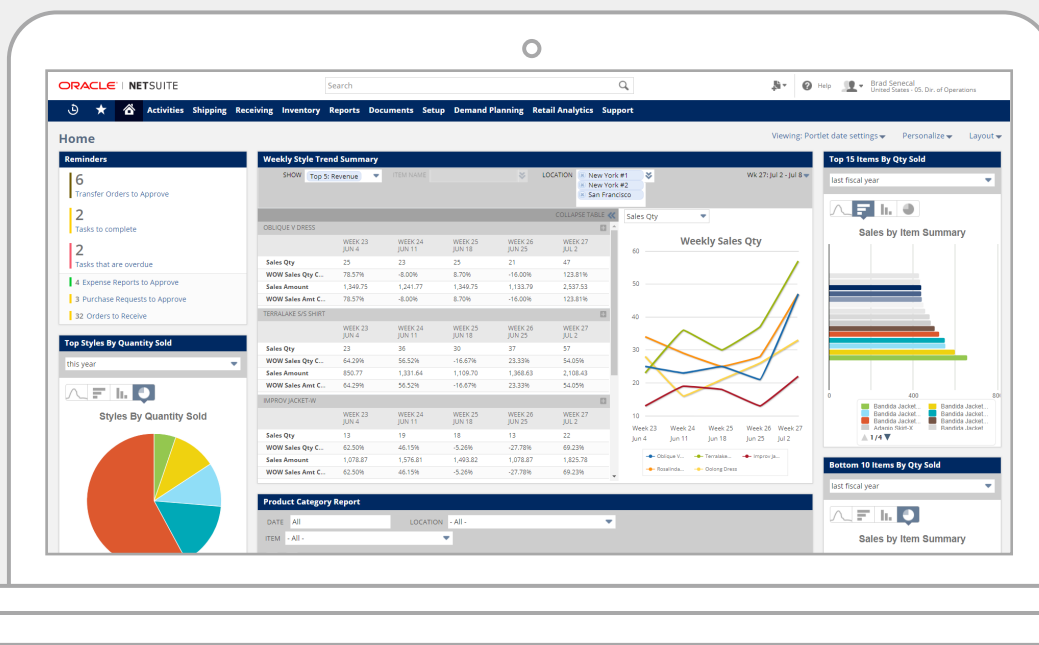 ORACLE | NETSUITE
Search
Help
Brad Senecal
United States - 05. Dir. of Operations
Activities Shipping Receiving Inventory Reports Documents Setup Demand Planning Retail Analytics Support
Home
Viewing: Portlet date settings Personalize Layout
Reminders
6
Transfer Orders to Approve
2
Tasks to complete
2
Tasks that are overdue
4 Expense Reports to Approve
3 Purchase Requests to Approve
32 Orders to Receive
Top Styles By Quantity Sold
this year
Styles By Quantity Sold
Weekly Style Trend Summary
SHOW Top 5: Revenue ITEM NAME LOCATION New York #1
New York #2
San Francisco
Wk 27: Jul 2 - Jul 8
COLLAPSE TABLE
OBLIQUE V DRESS
WEEK 23 WEEK 24 WEEK 25 WEEK 26 WEEK 27
JUN 4 JUN 11 JUN 18 JUN 25 JUL 2
Sales Qty 25 23 25 21 47
WOW Sales Qty C... 78.57% -8.00% 8.70% -16.00% 123.81%
Sales Amount 1,349.75 1,241.77 1,349.75 1,133.79 2,537.53
WOW Sales Amt C... 78.57% -8.00% 8.70% -16.00% 123.81%
TERRALAKE S/S SHIRT
WEEK 23 WEEK 24 WEEK 25 WEEK 26 WEEK 27
JUN 4 JUN 11 JUN 18 JUN 25 JUL 2
Sales Qty 23 36 30 37 57
WOW Sales Qty C... 64.29% 56.52% -16.67% 23.33% 54.05%
Sales Amount 850.77 1,331.64 1,109.70 1,368.63 2,108.43
WOW Sales Amt C... 64.29% 56.52% -16.67% 23.33% 54.05%
IMPROV JACKET-W
WEEK 23 WEEK 24 WEEK 25 WEEK 26 WEEK 27
JUN 4 JUN 11 JUN 18 JUN 25 JUL 2
Sales Qty 13 19 18 13 22
WOW Sales Qty C... 62.50% 46.15% -5.26% -27.78% 69.23%
Sales Amount 1,078.87 1,576.81 1,493.82 1,078.87 1,825.78
WOW Sales Amt C... 62.50% 46.15% -5.26% -27.78% 69.23%
Sales Qty
Weekly Sales Qty
60
50
40
30
20
10
Week 23 Week 24 Week 25 Week 26 Week 27
Jun 4 Jun 11 Jun 18 Jun 25 Jul 2
Oblique V... Terralake... Improv Ja...
Rosalinda... Oolong Dress
Product Category Report
DATE All LOCATION - All -
ITEM - All -
Top 15 Items By Qty Sold
last fiscal year
Sales by Item Summary
0 400 80
Bandida Jacket... Bandida Jacket...
Bandida Jacket... Bandida Jacket...
Bandida Jacket... Bandida Jacket...
Adagio Skirt-X... Bandida Jacket...
1/4
Bottom 10 Items By Qty Sold
last fiscal year
Sales by Item Summary